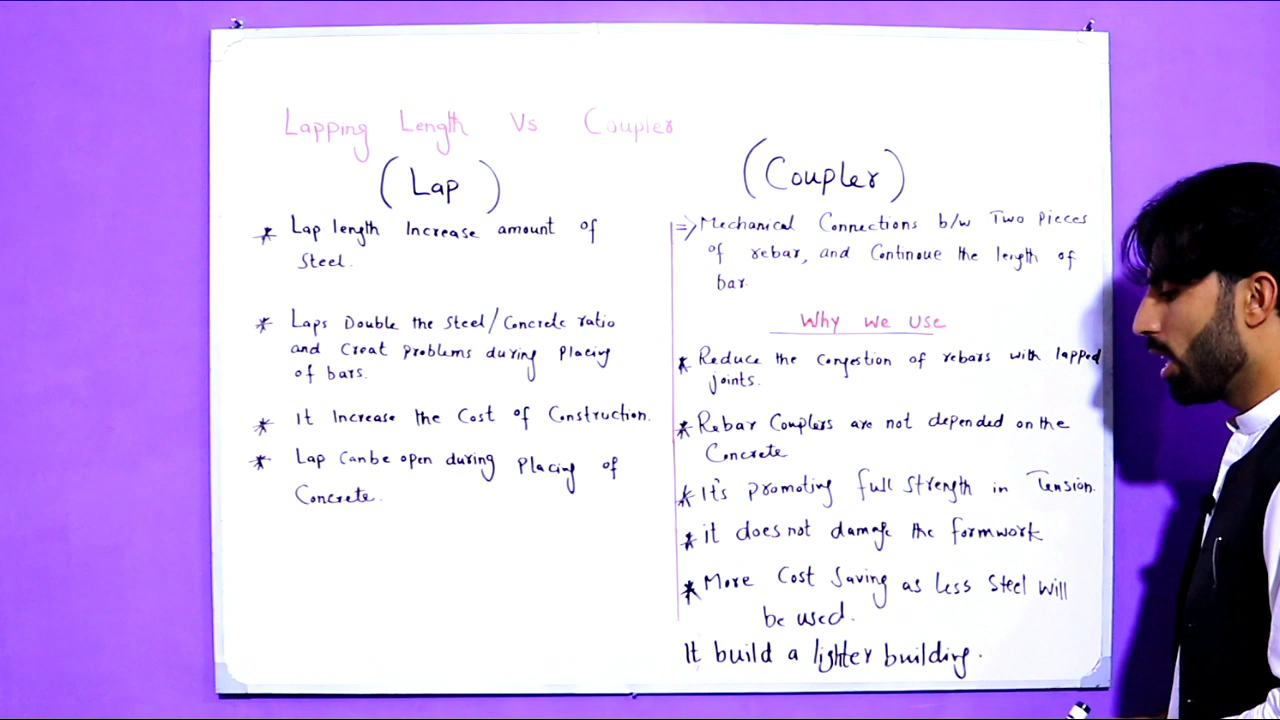 Lapping Length Vs Coupler
(Lap)
* Lap length Increase amount of
Steel.
* Laps Double the Steel/Concrete ratio
and Creat problems during placing
of bars.
* It Increase the Cost of Construction.
* Lap Canbe open during Placing of
Concrete.
(Coupler)
=> Mechanical Connections b/w Two pieces
of rebar, and Continoue the length of
bar.
Why We Use
* Reduce the Congestion of rebars with lapped
joints.
* Rebar Couplers are not depended on the
Concrete
* It's promoting full strength in Tension.
* it does not damage the formwork
* More Cost Saving as Less Steel Will
be used.
It build a lighter building.